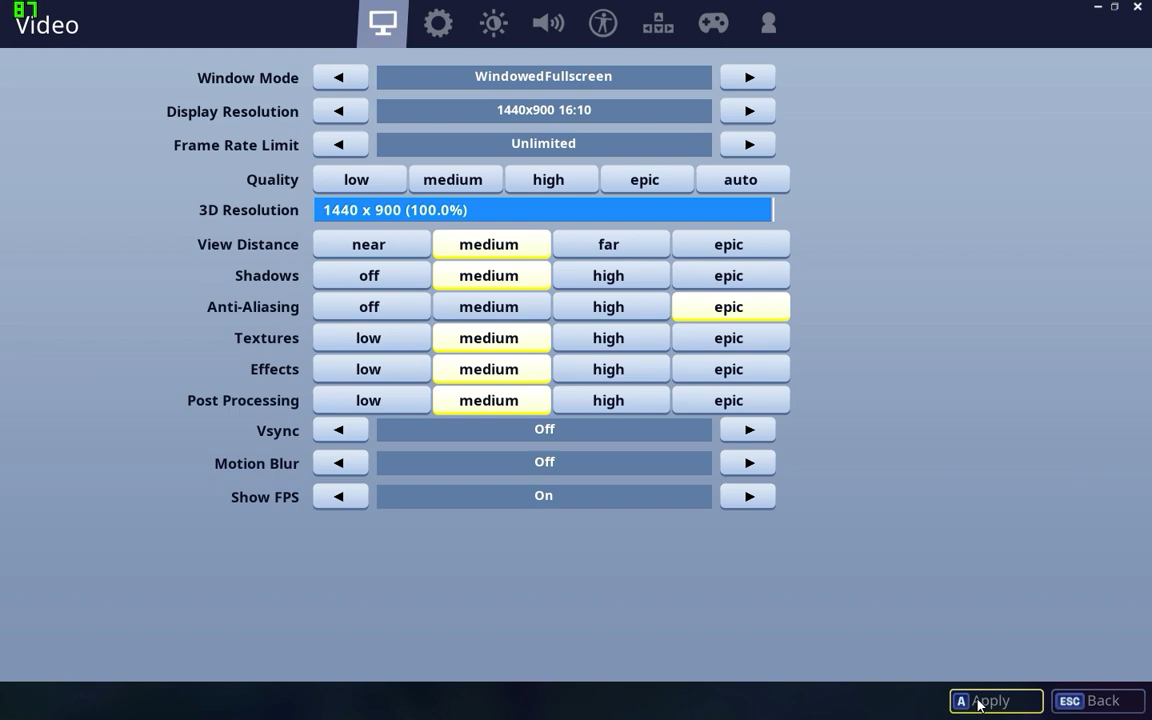 87
Video
Window Mode ◄ WindowedFullscreen ►
Display Resolution ◄ 1440x900 16:10 ►
Frame Rate Limit ◄ Unlimited ►
Quality low medium high epic auto
3D Resolution 1440 x 900 (100.0%)
View Distance near medium far epic
Shadows off medium high epic
Anti-Aliasing off medium high epic
Textures low medium high epic
Effects low medium high epic
Post Processing low medium high epic
Vsync ◄ Off ►
Motion Blur ◄ Off ►
Show FPS ◄ On ►
A Apply ESC Back